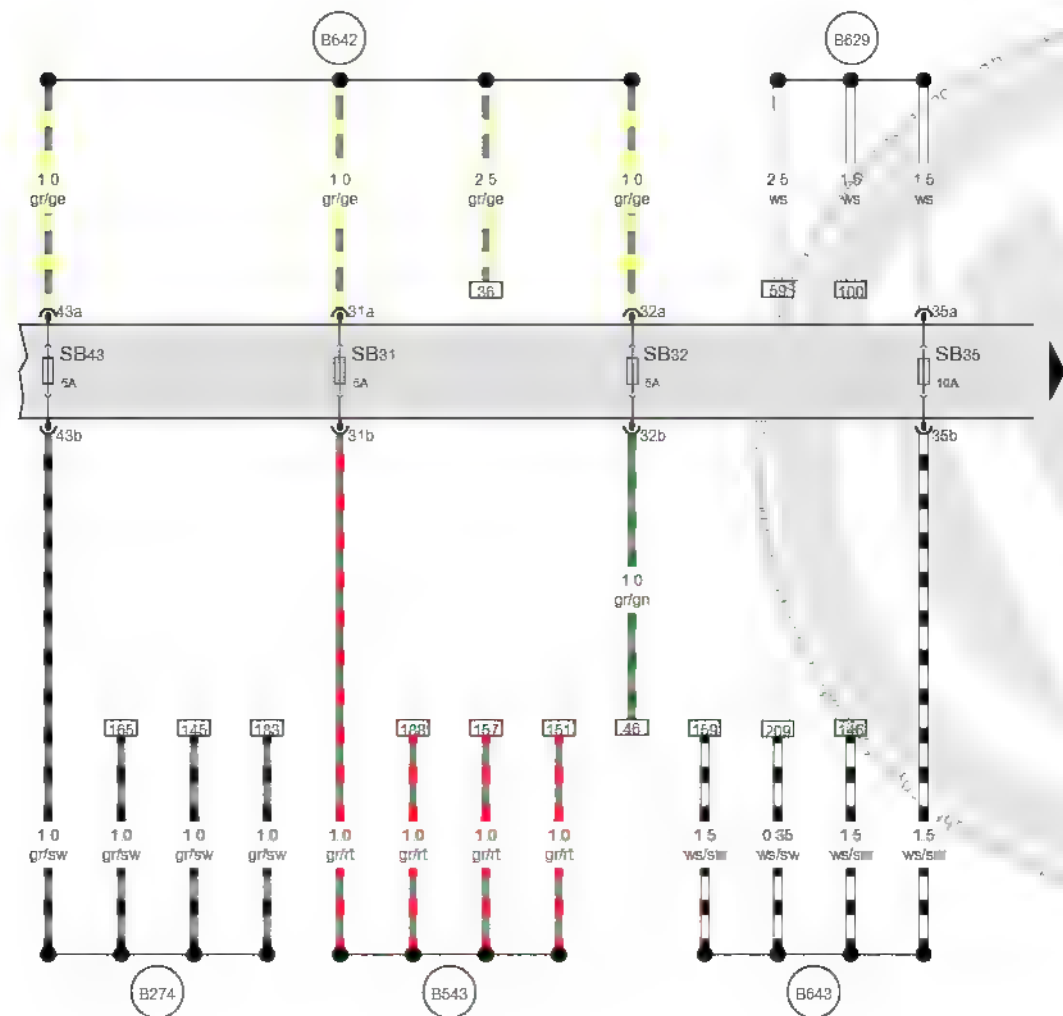 B642 B629
1.0 1.0 2.5 1.0 2.5 1.5 1.5
gr/ge gr/ge gr/ge gr/ge ws ws ws
36 59 100
43a 31a 32a 35a
SB43 SB31 SB32 SB35
5A 5A 5A 10A
43b 31b 32b 35b
1.0
gr/gn
165 145 183 188 157 151 46 159 209 146
1.0 1.0 1.0 1.0 1.0 1.0 1.0 1.0 1.5 0.35 1.5 1.5
gr/sw gr/sw gr/sw gr/sw gr/rt gr/rt gr/rt gr/rt ws/sw ws/sw ws/sw ws/sw
B274 B543 B643